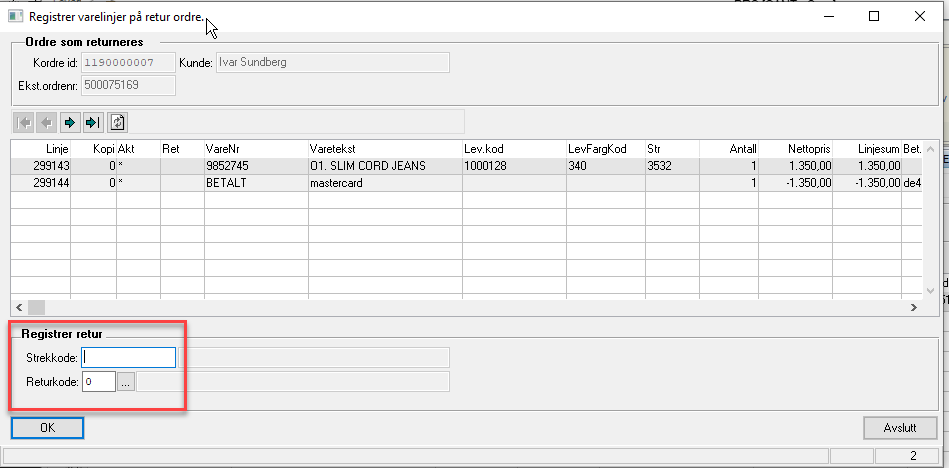 Registrer varelinjer på retur ordre.
Ordre som returneres
Kordre id: 1190000007 Kunde: Ivar Sundberg
Ekst.ordrenr: 500075169
Linje Kopi Akt Ret VareNr Varetekst Lev.kod LevFargKod Str Antall Nettopris Linjesum Bet.
299143 0 * 9852745 O1. SLIM CORD JEANS 1000128 340 3532 1 1.350,00 1.350,00
299144 0 * BETALT mastercard 1 -1.350,00 -1.350,00 de4
Registrer retur
Strekkode:
Returkode: 0 ...
OK Avslutt
2